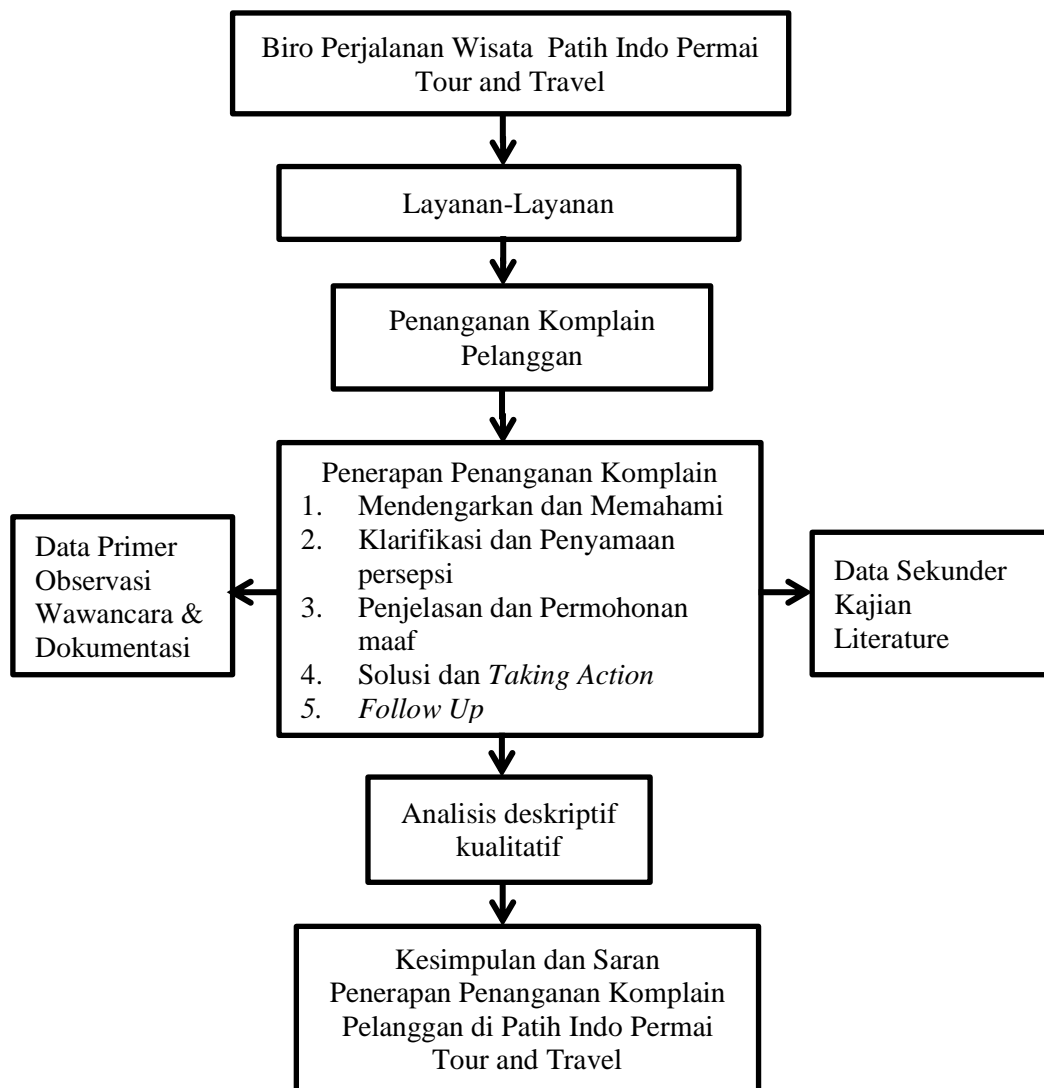 Biro Perjalanan Wisata  Patih Indo Permai
Tour and Travel
Layanan-Layanan
Penanganan Komplain
Pelanggan
Penerapan Penanganan Komplain
1. Mendengarkan dan Memahami
2. Klarifikasi dan Penyamaan
persepsi
3. Penjelasan dan Permohonan
maaf
4. Solusi dan Taking Action
5. Follow Up
Data Primer
Observasi
Wawancara &
Dokumentasi
Data Sekunder
Kajian
Literature
Analisis deskriptif
kualitatif
Kesimpulan dan Saran
Penerapan Penanganan Komplain
Pelanggan di Patih Indo Permai
Tour and Travel